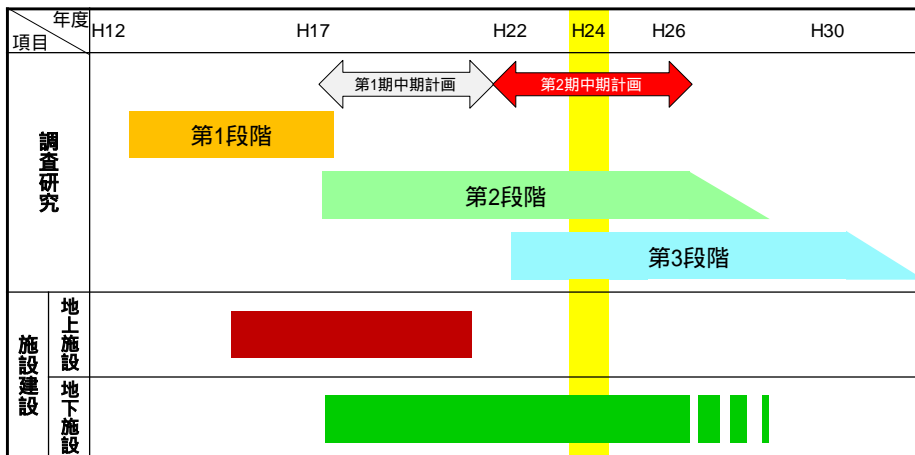 年度
項目
H12
H17
H22
H24
H26
H30
第1期中期計画
第2期中期計画
調査研究
第1段階
第2段階
第3段階
施設建設
地上施設
地下施設